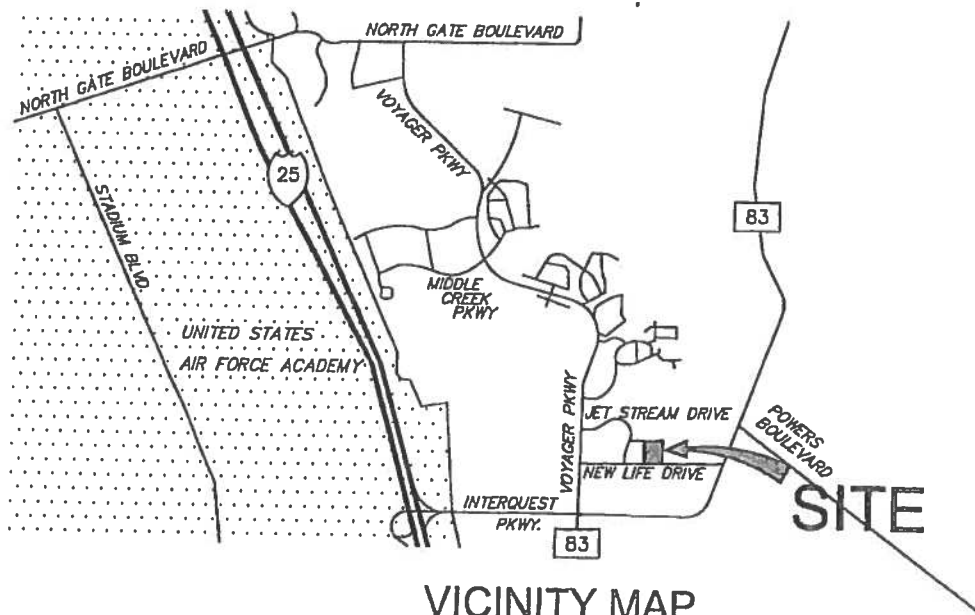 NORTH GATE BOULEVARD
NORTH GATE BOULEVARD
VOYAGER PKWY
25
STADIUM BLVD.
83
MIDDLE
CREEK
PKWY
UNITED STATES
AIR FORCE ACADEMY
VOYAGER PKWY
JET STREAM DRIVE
POWERS
BOULEVARD
NEW LIFE DRIVE
SITE
INTERQUEST
PKWY.
83
VICINITY MAP